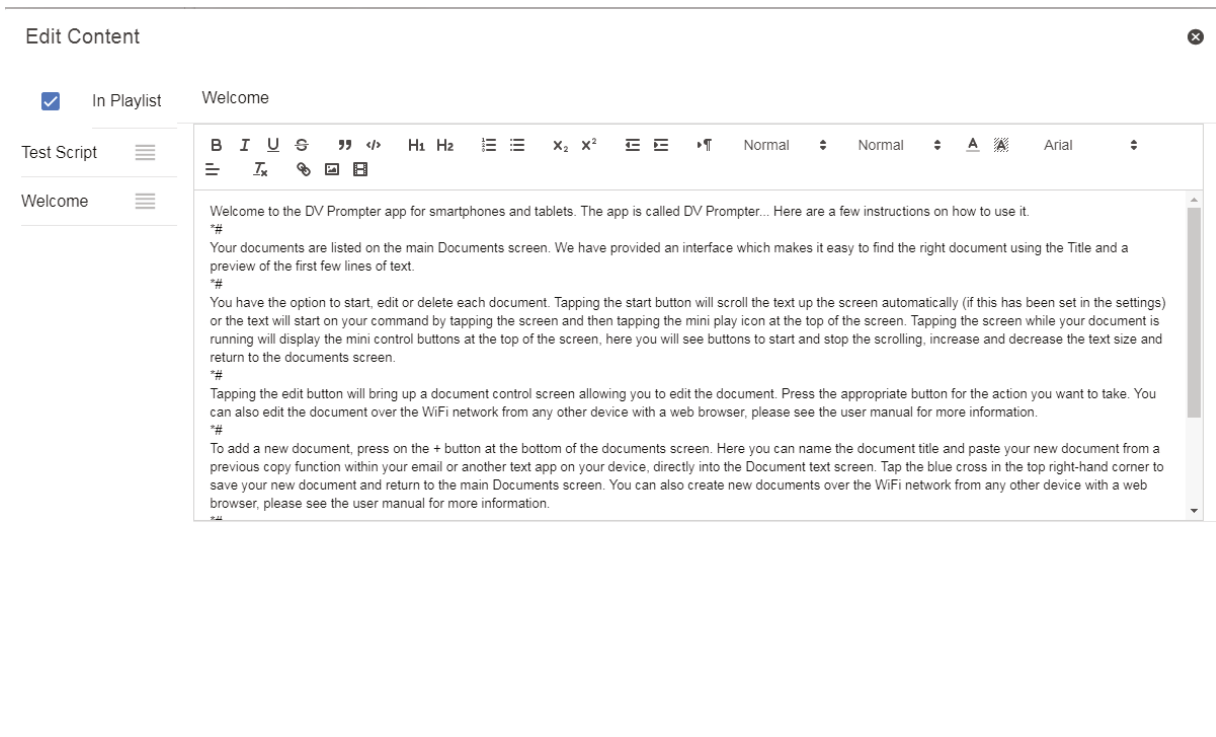 Edit Content
In Playlist
Welcome
Test Script
Welcome
B I U S ” </> H1 H2 X₂ X² ¶ Normal Normal A A Arial
Tx
Welcome to the DV Prompter app for smartphones and tablets. The app is called DV Prompter... Here are a few instructions on how to use it.
*#
Your documents are listed on the main Documents screen. We have provided an interface which makes it easy to find the right document using the Title and a
preview of the first few lines of text.
*#
You have the option to start, edit or delete each document. Tapping the start button will scroll the text up the screen automatically (if this has been set in the settings)
or the text will start on your command by tapping the screen and then tapping the mini play icon at the top of the screen. Tapping the screen while your document is
running will display the mini control buttons at the top of the screen, here you will see buttons to start and stop the scrolling, increase and decrease the text size and
return to the documents screen.
*#
Tapping the edit button will bring up a document control screen allowing you to edit the document. Press the appropriate button for the action you want to take. You
can also edit the document over the WiFi network from any other device with a web browser, please see the user manual for more information.
*#
To add a new document, press on the + button at the bottom of the documents screen. Here you can name the document title and paste your new document from a
previous copy function within your email or another text app on your device, directly into the Document text screen. Tap the blue cross in the top right-hand corner to
save your new document and return to the main Documents screen. You can also create new documents over the WiFi network from any other device with a web
browser, please see the user manual for more information.
*#